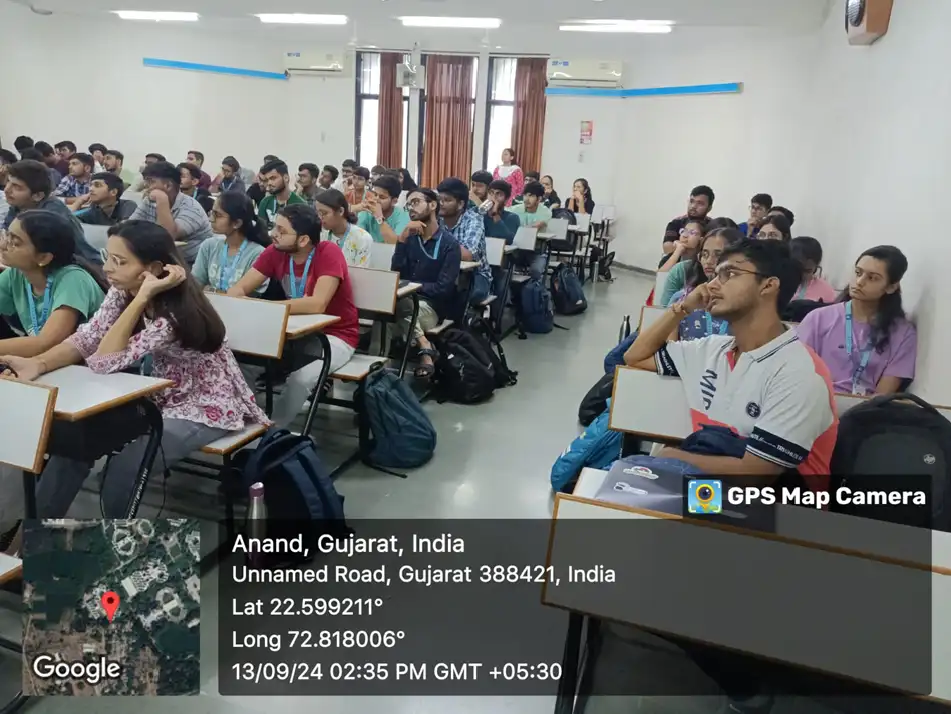 GPS Map Camera
Anand, Gujarat, India
Unnamed Road, Gujarat 388421, India
Lat 22.599211°
Long 72.818006°
13/09/24 02:35 PM GMT +05:30
Google